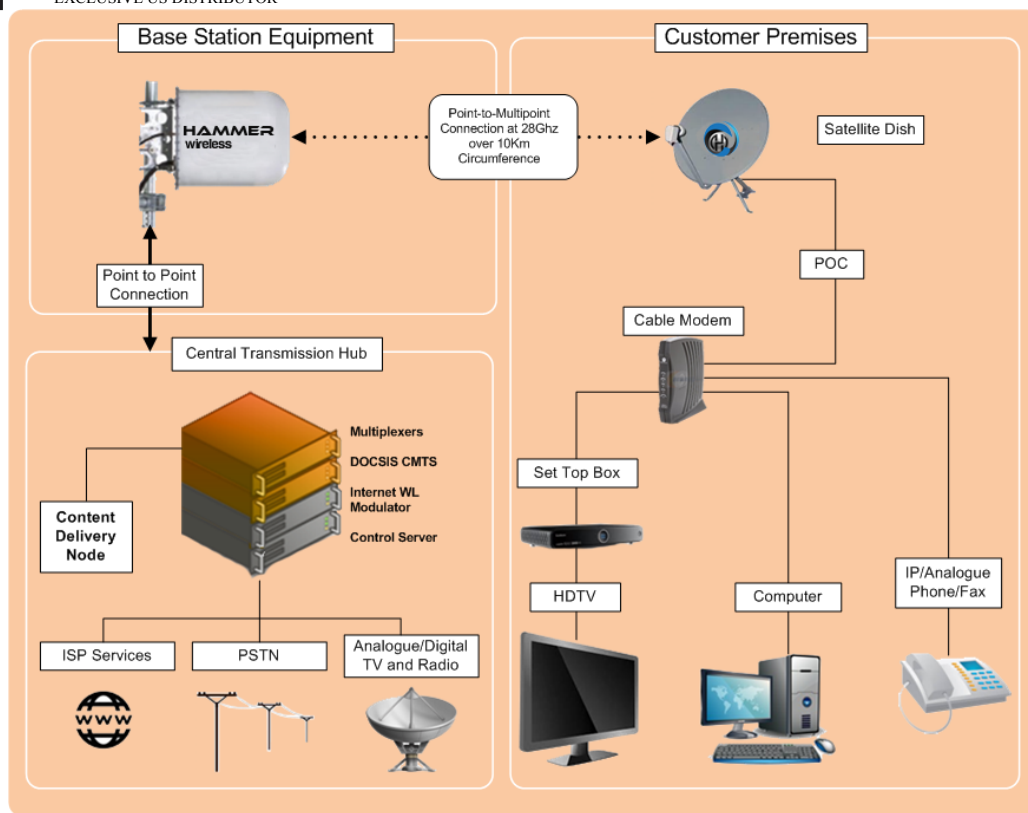 EXCLUSIVE US DISTRIBUTOR
Base Station Equipment
Customer Premises
HAMMER
wireless
Point-to-Multipoint
Connection at 28Ghz
over 10Km
Circumference
Satellite Dish
POC
Point to Point
Connection
Cable Modem
Central Transmission Hub
Multiplexers
DOCSIS CMTS
Internet WL
Modulator
Control Server
Content
Delivery
Node
Set Top Box
HDTV
Computer
IP/Analogue
Phone/Fax
ISP Services
PSTN
Analogue/Digital
TV and Radio
www